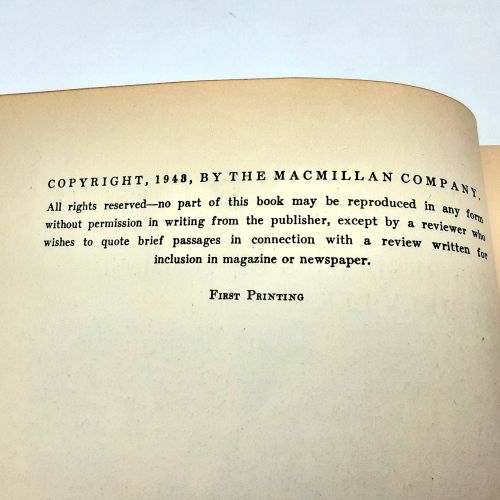 COPYRIGHT, 1943, BY THE MACMILLAN COMPANY.
All rights reserved—no part of this book may be reproduced in any form
without permission in writing from the publisher, except by a reviewer who
wishes to quote brief passages in connection with a review written for
inclusion in magazine or newspaper.
First Printing